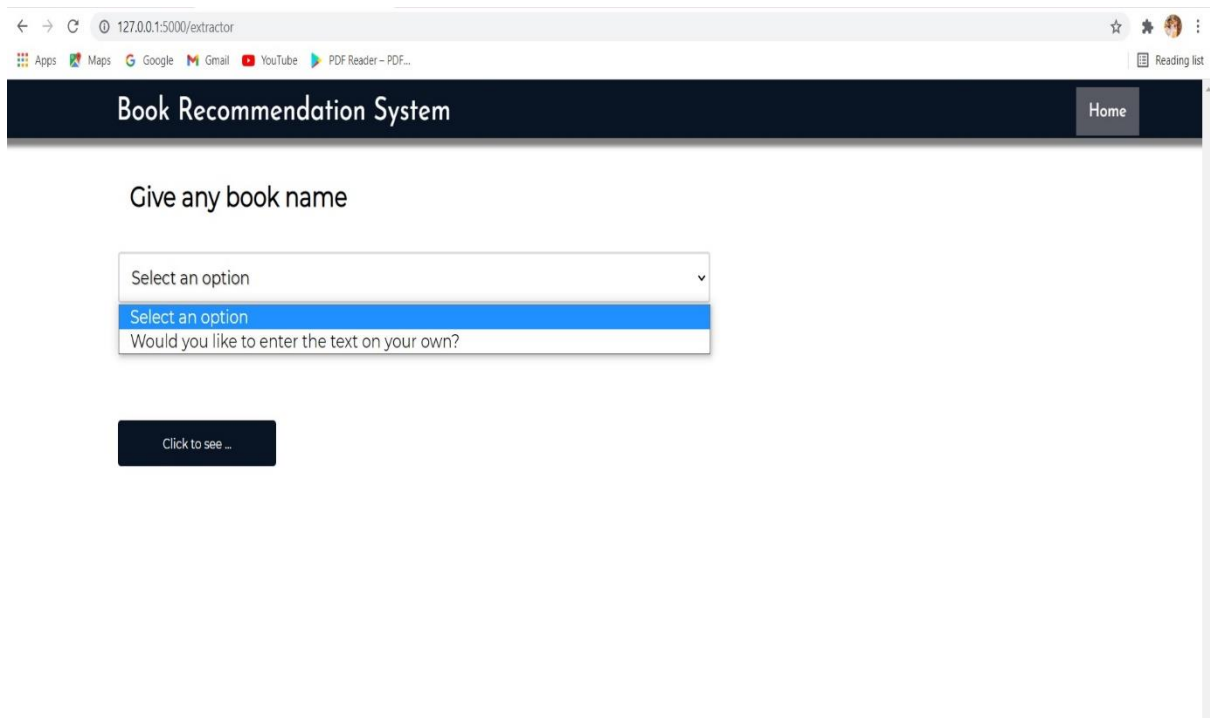 127.0.0.1:5000/extractor
Apps Maps Google Gmail YouTube PDF Reader – PDF... Reading list
Book Recommendation System Home
Give any book name
Select an option
Select an option
Would you like to enter the text on your own?
Click to see ...